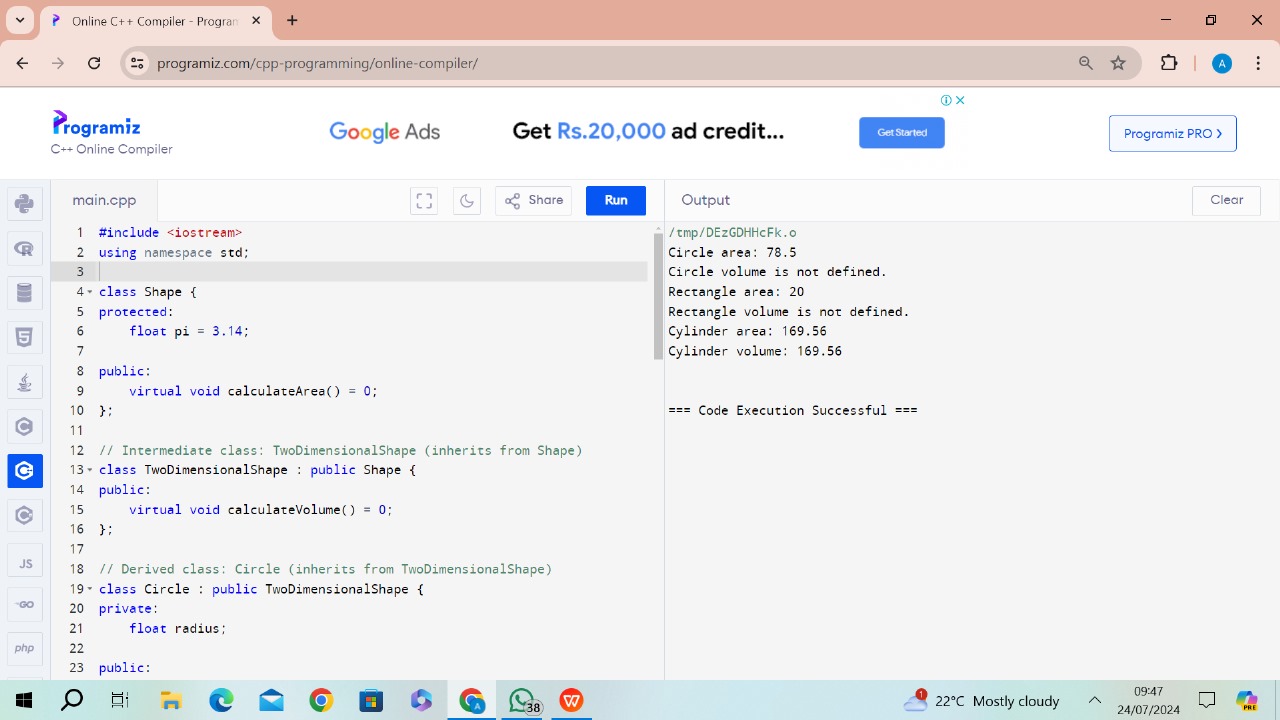 Online C++ Compiler - Program
programiz.com/cpp-programming/online-compiler/
A
Programiz
C++ Online Compiler
Google Ads
Get Rs.20,000 ad credit...
Get Started
Programiz PRO ❯
main.cpp
Share
Run
Output
Clear
1 #include <iostream>
2 using namespace std;
3
4 class Shape {
5 protected:
6     float pi = 3.14;
7
8 public:
9     virtual void calculateArea() = 0;
10 };
11
12 // Intermediate class: TwoDimensionalShape (inherits from Shape)
13 class TwoDimensionalShape : public Shape {
14 public:
15     virtual void calculateVolume() = 0;
16 };
17
18 // Derived class: Circle (inherits from TwoDimensionalShape)
19 class Circle : public TwoDimensionalShape {
20 private:
21     float radius;
22
23 public:
/tmp/DEzGDHHcFk.o
Circle area: 78.5
Circle volume is not defined.
Rectangle area: 20
Rectangle volume is not defined.
Cylinder area: 169.56
Cylinder volume: 169.56
=== Code Execution Successful ===
R
5
C
C
C
JS
GO
php
A
38
W
1
22°C Mostly cloudy
09:47
24/07/2024
PRE